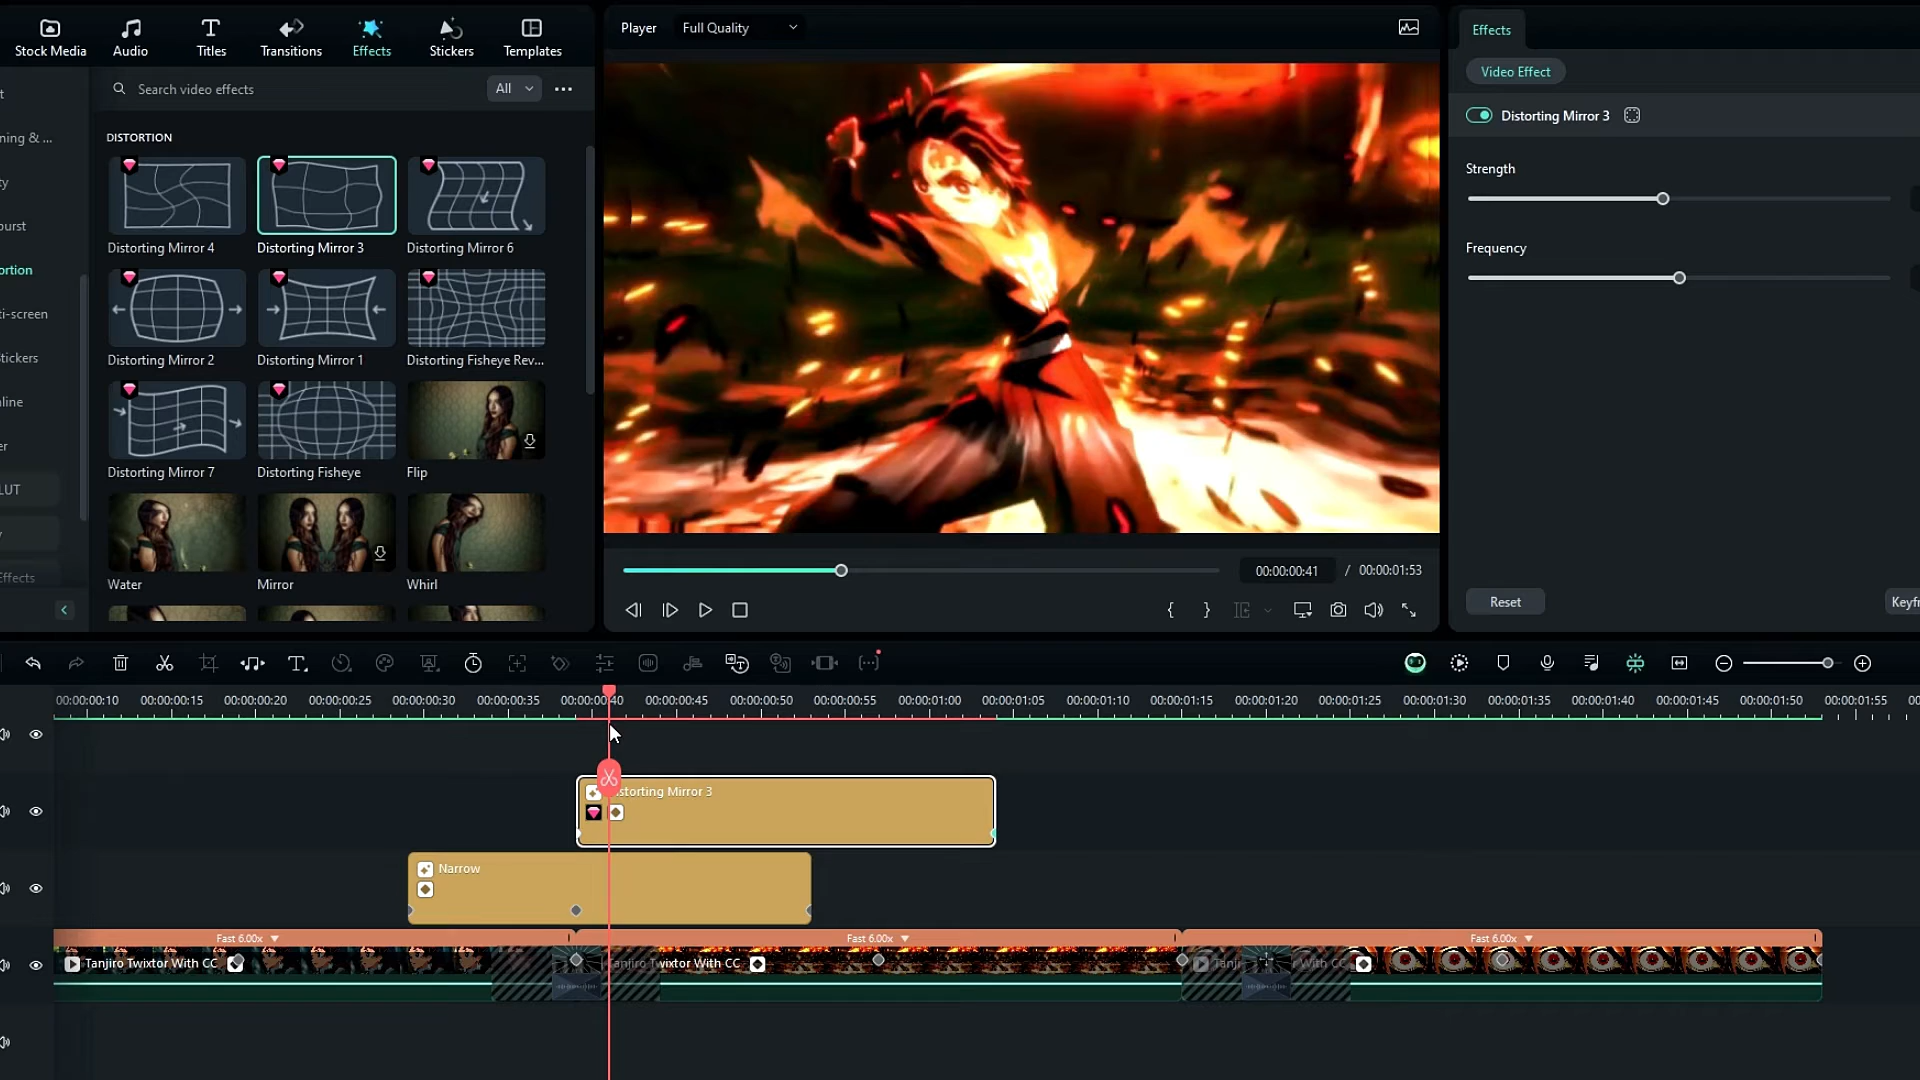 Stock Media Audio Titles Transitions Effects Stickers Templates
Search video effects All
t
ning & ...
ty
burst
ortion
ti-screen
Stickers
line
er
LUT
y
Effects
DISTORTION
Distorting Mirror 4 Distorting Mirror 3 Distorting Mirror 6
Distorting Mirror 2 Distorting Mirror 1 Distorting Fisheye Rev...
Distorting Mirror 7 Distorting Fisheye Flip
Water Mirror Whirl
Player Full Quality
00:00:00:41 / 00:00:01:53
Effects
Video Effect
Distorting Mirror 3
Strength
Frequency
Reset Keyfr
00:00:00:10 00:00:00:15 00:00:00:20 00:00:00:25 00:00:00:30 00:00:00:35 00:00:00:40 00:00:00:45 00:00:00:50 00:00:00:55 00:00:01:00 00:00:01:05 00:00:01:10 00:00:01:15 00:00:01:20 00:00:01:25 00:00:01:30 00:00:01:35 00:00:01:40 00:00:01:45 00:00:01:50 00:00:01:55 00
storting Mirror 3
Narrow
Fast 6.00x Fast 6.00x Fast 6.00x
Tanjiro Twixtor With CC anjiro Twixtor With CC Tanji r With CC